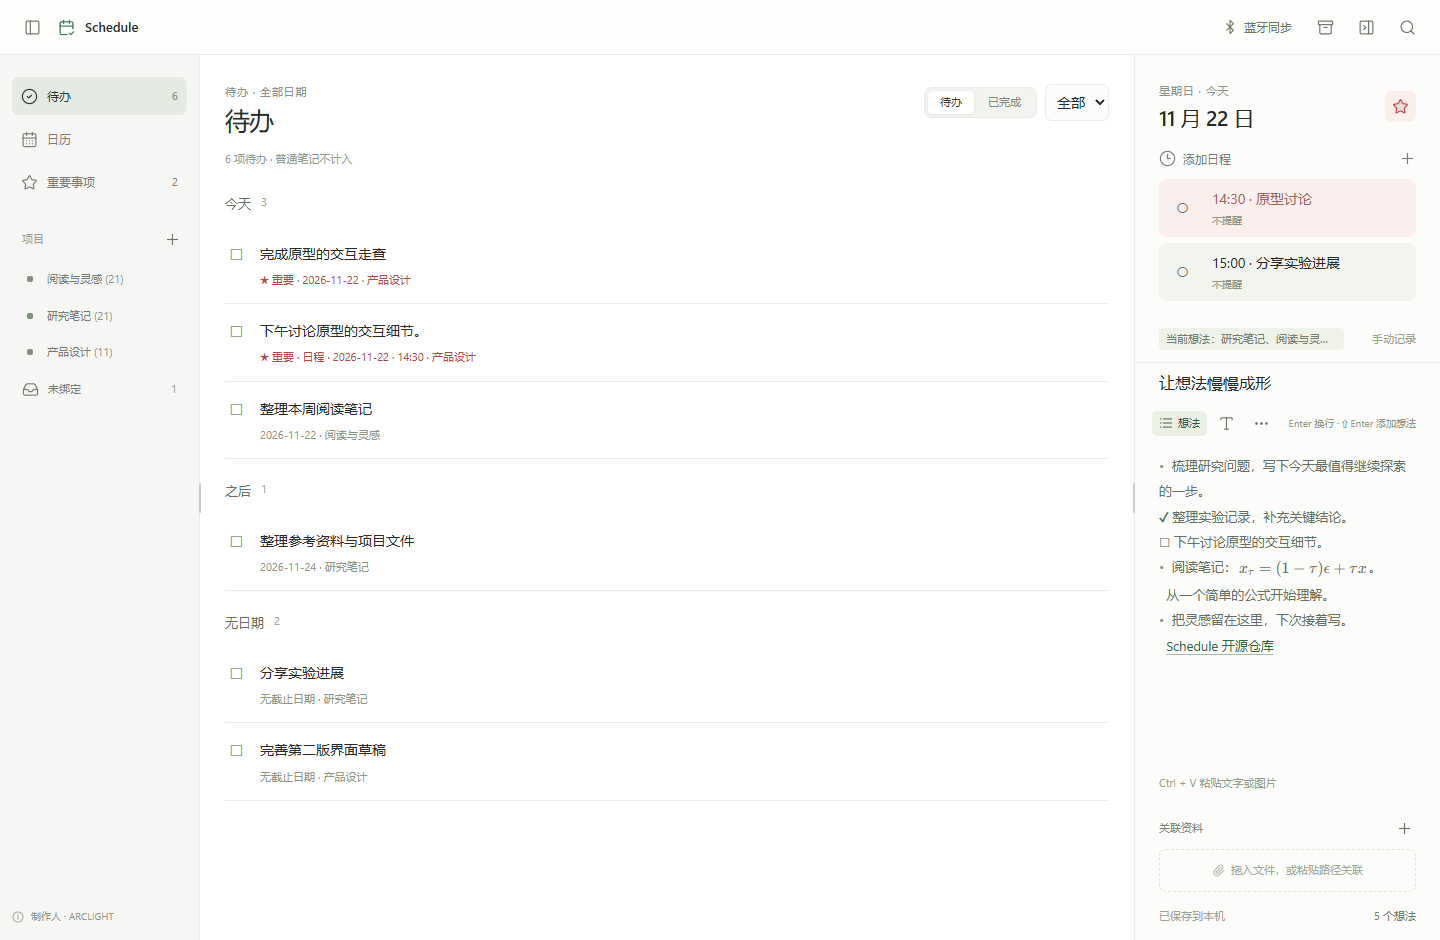 Schedule
蓝牙同步
待办 6
日历
重要事项 2
项目
阅读与灵感 (21)
研究笔记 (21)
产品设计 (11)
未绑定 1
制作人 · ARCLIGHT
待办 · 全部日期
待办
6 项待办 · 普通笔记不计入
待办 已完成 全部
今天 3
完成原型的交互走查
★ 重要 · 2026-11-22 · 产品设计
下午讨论原型的交互细节。
★ 重要 · 日程 · 2026-11-22 · 14:30 · 产品设计
整理本周阅读笔记
2026-11-22 · 阅读与灵感
之后 1
整理参考资料与项目文件
2026-11-24 · 研究笔记
无日期 2
分享实验进展
无截止日期 · 研究笔记
完善第二版界面草稿
无截止日期 · 产品设计
星期日 · 今天
11 月 22 日
添加日程
14:30 · 原型讨论
不提醒
15:00 · 分享实验进展
不提醒
当前想法：研究笔记、阅读与灵... 手动记录
让想法慢慢成形
想法 Enter 换行 · ⇧ Enter 添加想法
• 梳理研究问题，写下今天最值得继续探索
的一步。
✓ 整理实验记录，补充关键结论。
☐ 下午讨论原型的交互细节。
• 阅读笔记：x_τ = (1 − τ)ϵ + τx。
从一个简单的公式开始理解。
• 把灵感留在这里，下次接着写。
Schedule 开源仓库
Ctrl + V 粘贴文字或图片
关联资料
拖入文件，或粘贴路径关联
已保存到本机 5 个想法